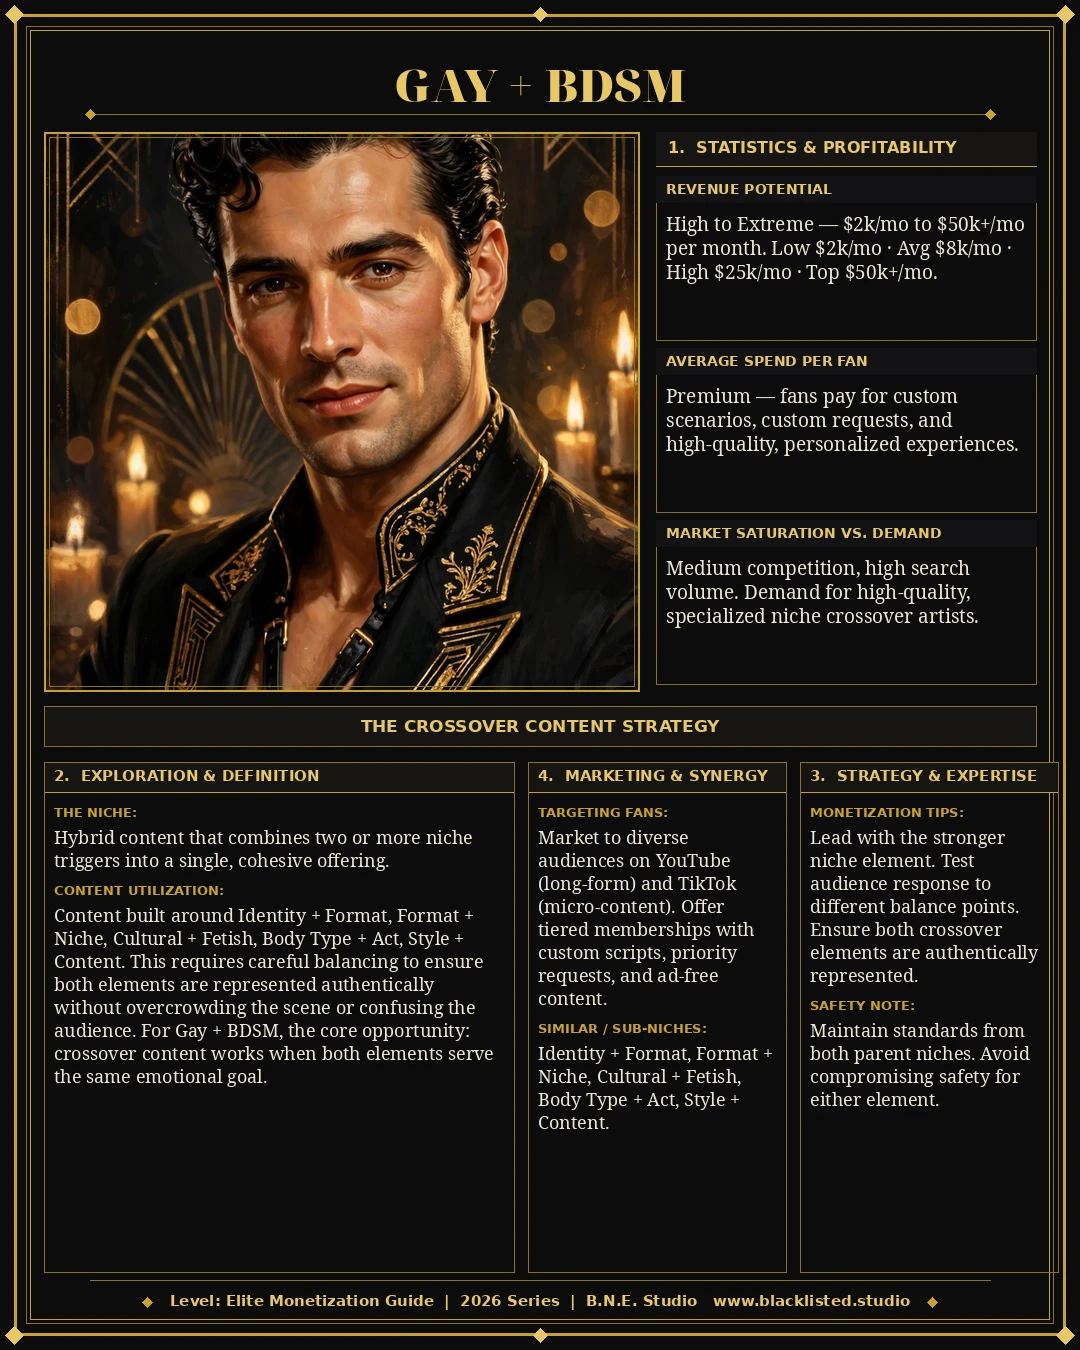 GAY + BDSM
1. STATISTICS & PROFITABILITY
REVENUE POTENTIAL
High to Extreme — $2k/mo to $50k+/mo
per month. Low $2k/mo · Avg $8k/mo ·
High $25k/mo · Top $50k+/mo.
AVERAGE SPEND PER FAN
Premium — fans pay for custom
scenarios, custom requests, and
high-quality, personalized experiences.
MARKET SATURATION VS. DEMAND
Medium competition, high search
volume. Demand for high-quality,
specialized niche crossover artists.
THE CROSSOVER CONTENT STRATEGY
2. EXPLORATION & DEFINITION
THE NICHE:
Hybrid content that combines two or more niche
triggers into a single, cohesive offering.
CONTENT UTILIZATION:
Content built around Identity + Format, Format +
Niche, Cultural + Fetish, Body Type + Act, Style +
Content. This requires careful balancing to ensure
both elements are represented authentically
without overcrowding the scene or confusing the
audience. For Gay + BDSM, the core opportunity:
crossover content works when both elements serve
the same emotional goal.
4. MARKETING & SYNERGY
TARGETING FANS:
Market to diverse
audiences on YouTube
(long-form) and TikTok
(micro-content). Offer
tiered memberships with
custom scripts, priority
requests, and ad-free
content.
SIMILAR / SUB-NICHES:
Identity + Format, Format +
Niche, Cultural + Fetish,
Body Type + Act, Style +
Content.
3. STRATEGY & EXPERTISE
MONETIZATION TIPS:
Lead with the stronger
niche element. Test
audience response to
different balance points.
Ensure both crossover
elements are authentically
represented.
SAFETY NOTE:
Maintain standards from
both parent niches. Avoid
compromising safety for
either element.
Level: Elite Monetization Guide | 2026 Series | B.N.E. Studio www.blacklisted.studio